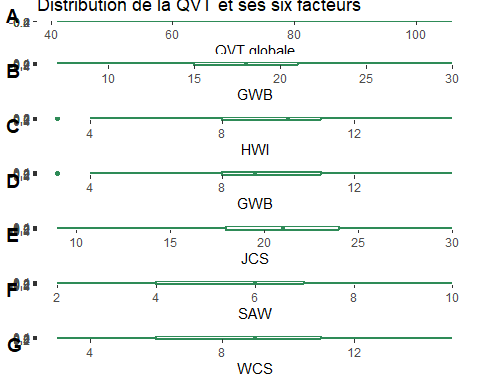 Distribution de la QVT et ses six facteurs
A
40 60 80 100
QVT globale
B
10 15 20 25 30
GWB
C
4 8 12
HWI
D
4 8 12
GWB
E
10 15 20 25 30
JCS
F
2 4 6 8 10
SAW
G
4 8 12
WCS